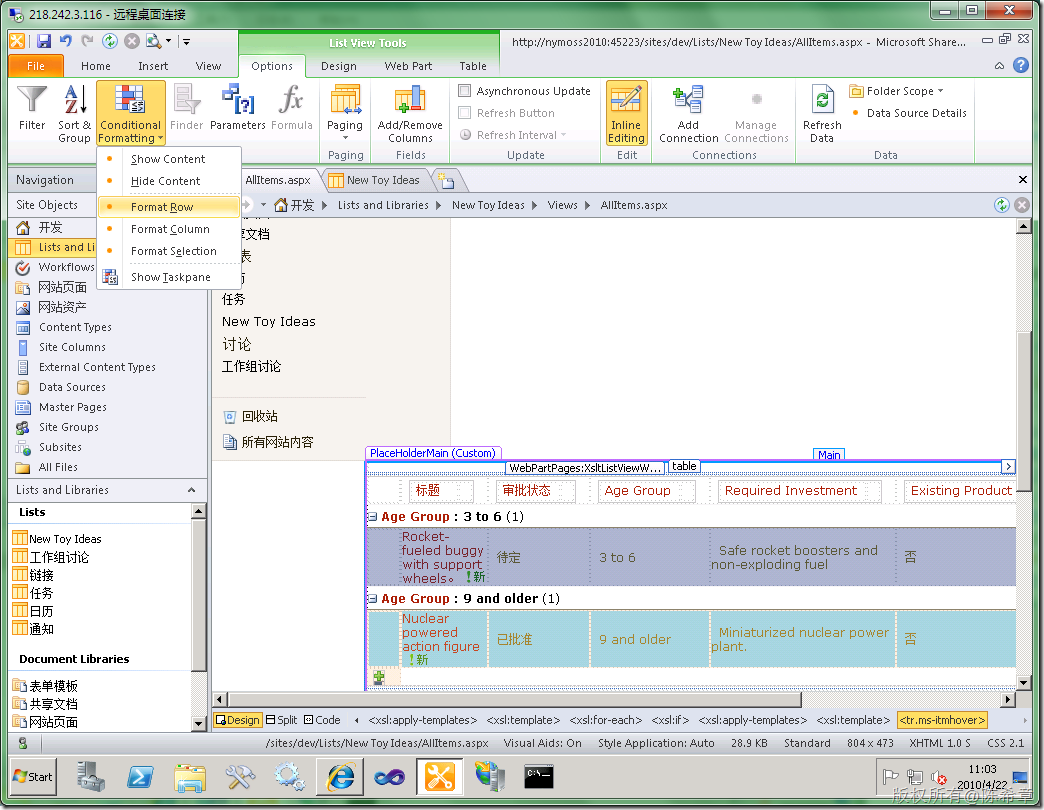 218.242.3.116 - 远程桌面连接
List View Tools
http://nymoss2010:45223/sites/dev/Lists/New Toy Ideas/AllItems.aspx - Microsoft Share...
File Home Insert View Options Design Web Part Table
Filter
Sort & Group
Conditional Formatting
Finder
Parameters
Formula
Paging
Paging
Add/Remove Columns
Fields
Asynchronous Update
Refresh Button
Refresh Interval
Update
Inline Editing
Edit
Add Connection
Manage Connections
Connections
Refresh Data
Folder Scope
Data Source Details
Data
Show Content
Hide Content
Format Row
Format Column
Format Selection
Show Taskpane
Navigation
AllItems.aspx
New Toy Ideas
Site Objects
开发 Lists and Libraries New Toy Ideas Views AllItems.aspx
开发
Lists and Li
Workflows
网站页面
网站资产
Content Types
Site Columns
External Content Types
Data Sources
Master Pages
Site Groups
Subsites
All Files
Lists and Libraries
Lists
New Toy Ideas
工作组讨论
链接
任务
日历
通知
Document Libraries
表单模板
共享文档
网站页面
享文档
表
历
任务
New Toy Ideas
讨论
工作组讨论
回收站
所有网站内容
PlaceHolderMain (Custom)
Main
WebPartPages:XsltListViewW...
table
标题 审批状态 Age Group Required Investment Existing Product
Age Group : 3 to 6 (1)
Rocket-
fueled buggy
with support
wheels。 !新
待定
3 to 6
Safe rocket boosters and
non-exploding fuel
否
Age Group : 9 and older (1)
Nuclear
powered
action figure
!新
已批准
9 and older
Miniaturized nuclear power
plant.
否
Design Split Code <xsl:apply-templates> <xsl:template> <xsl:for-each> <xsl:if> <xsl:apply-templates> <xsl:template> <tr.ms-itmhover>
/sites/dev/Lists/New Toy Ideas/AllItems.aspx Visual Aids: On Style Application: Auto 28.9 KB Standard 804 x 473 XHTML 1.0 S CSS 2.1
Start
C:\_
11:03
2010/4/22
版权所有@陈希章